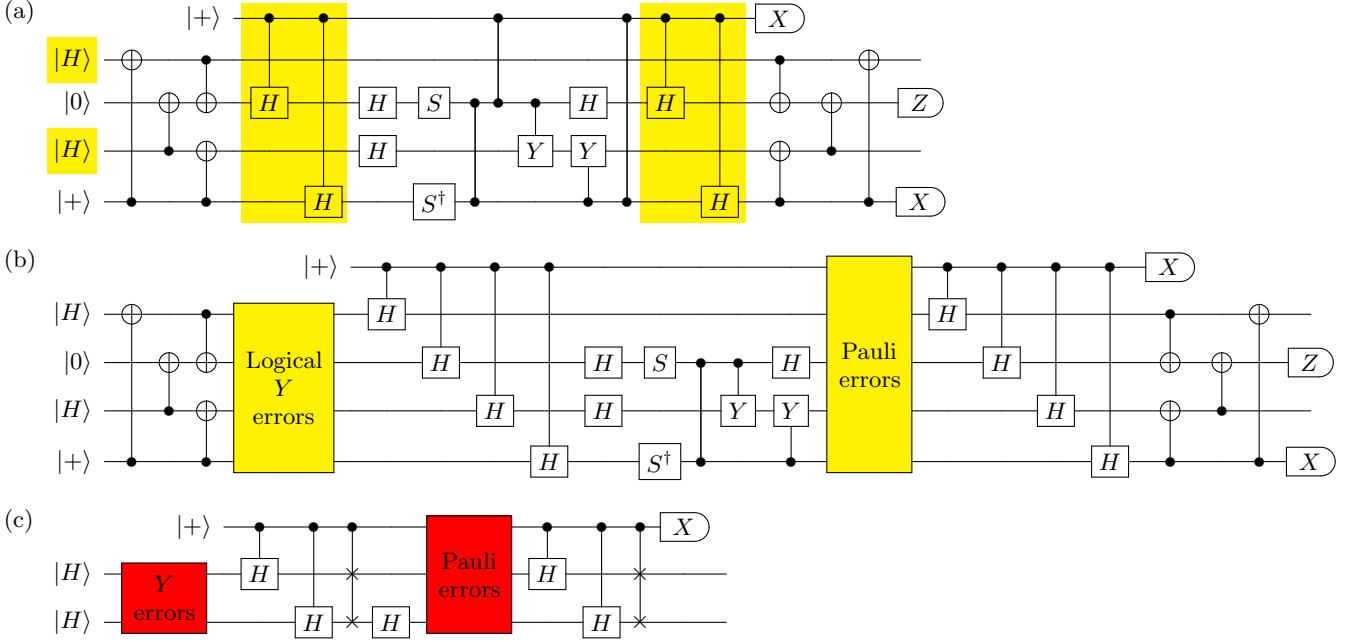 (a)
|+⟩ X
|H⟩
|0⟩ H H S H H Z
|H⟩ H Y Y
|+⟩ H S† H X
(b)
|+⟩ X
|H⟩ H H
|0⟩ Logical Y errors H H S H Pauli errors H Z
|H⟩ H H Y Y H
|+⟩ H S† H X
(c)
|+⟩ X
|H⟩ Y errors H Pauli errors H
|H⟩ H H H